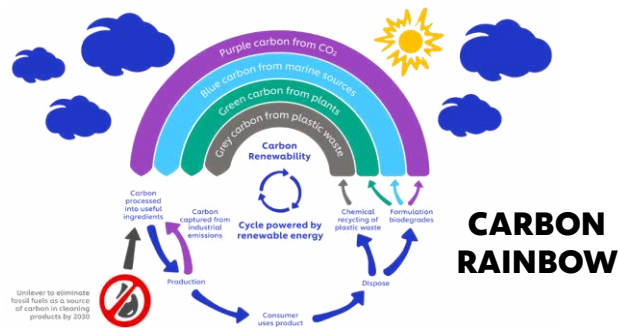 Purple carbon from CO₂
Blue carbon from marine sources
Green carbon from plants
Grey carbon from plastic waste
Carbon
Renewability
Cycle powered by
renewable energy
Carbon
processed
into useful
ingredients
Carbon
captured from
industrial
emissions
Chemical
recycling of
plastic waste
Formulation
biodegrades
Production
Dispose
Consumer
uses product
Unilever to eliminate
fossil fuels as a source
of carbon in cleaning
products by 2030
CARBON
RAINBOW